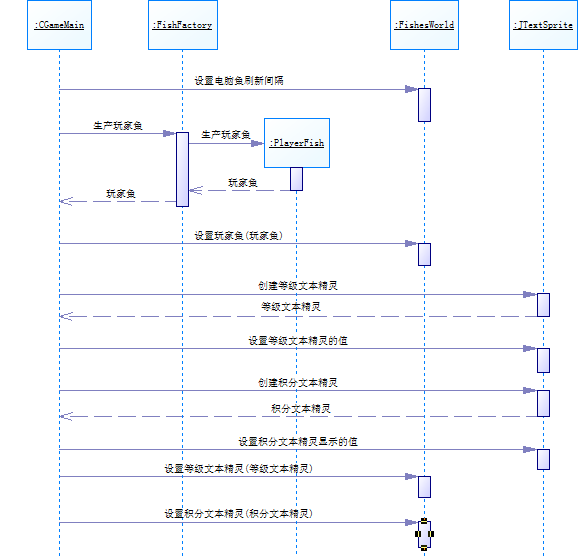 :CGameMain
:FishFactory
:FishesWorld
:JTextSprite
设置电脑鱼刷新间隔
生产玩家鱼
生产玩家鱼
:PlayerFish
玩家鱼
玩家鱼
设置玩家鱼(玩家鱼)
创建等级文本精灵
等级文本精灵
设置等级文本精灵的值
创建积分文本精灵
积分文本精灵
设置积分文本精灵显示的值
设置等级文本精灵(等级文本精灵)
设置积分文本精灵(积分文本精灵)